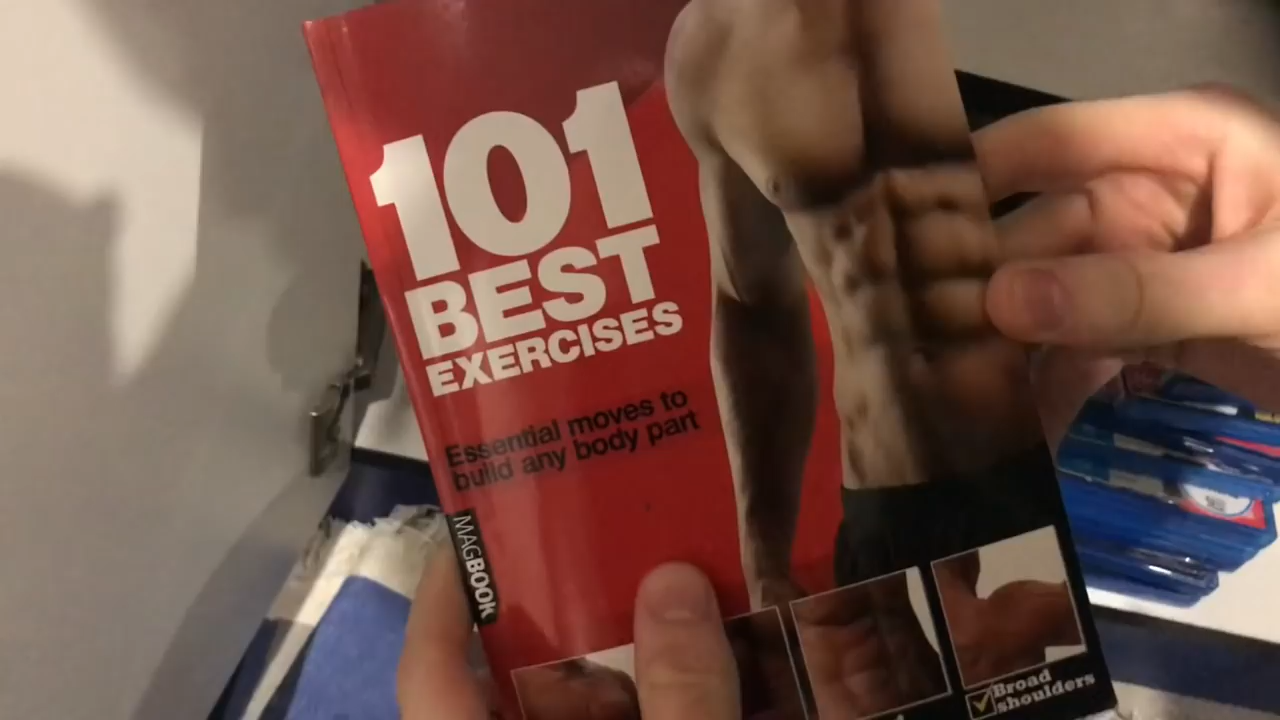 101
BEST
EXERCISES
Essential moves to
build any body part
MAGBOOK
Broad
shoulders